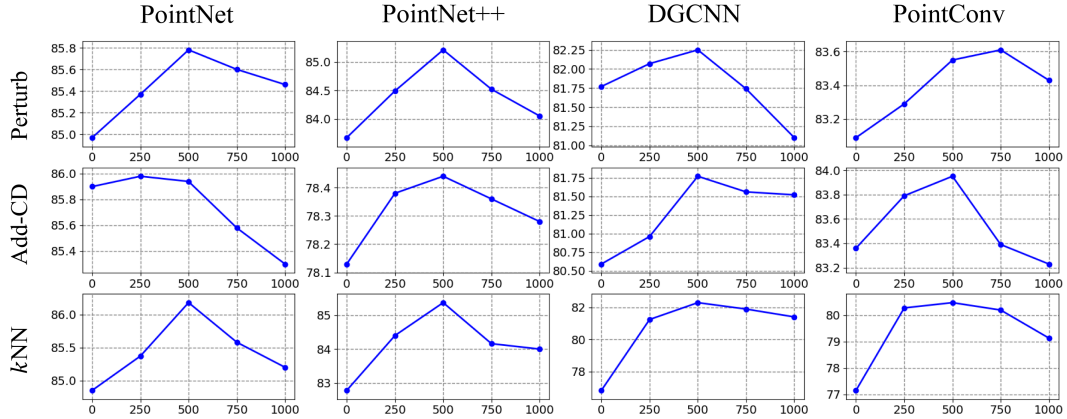 PointNet PointNet++ DGCNN PointConv
Perturb
85.8 85.6 85.4 85.2 85.0
0 250 500 750 1000
85.0 84.5 84.0
0 250 500 750 1000
82.25 82.00 81.75 81.50 81.25 81.00
0 250 500 750 1000
83.6 83.4 83.2
0 250 500 750 1000
Add-CD
86.0 85.8 85.6 85.4
0 250 500 750 1000
78.4 78.3 78.2 78.1
0 250 500 750 1000
81.75 81.50 81.25 81.00 80.75 80.50
0 250 500 750 1000
84.0 83.8 83.6 83.4 83.2
0 250 500 750 1000
kNN
86.0 85.5 85.0
0 250 500 750 1000
85 84 83
0 250 500 750 1000
82 80 78
0 250 500 750 1000
80 79 78 77
0 250 500 750 1000